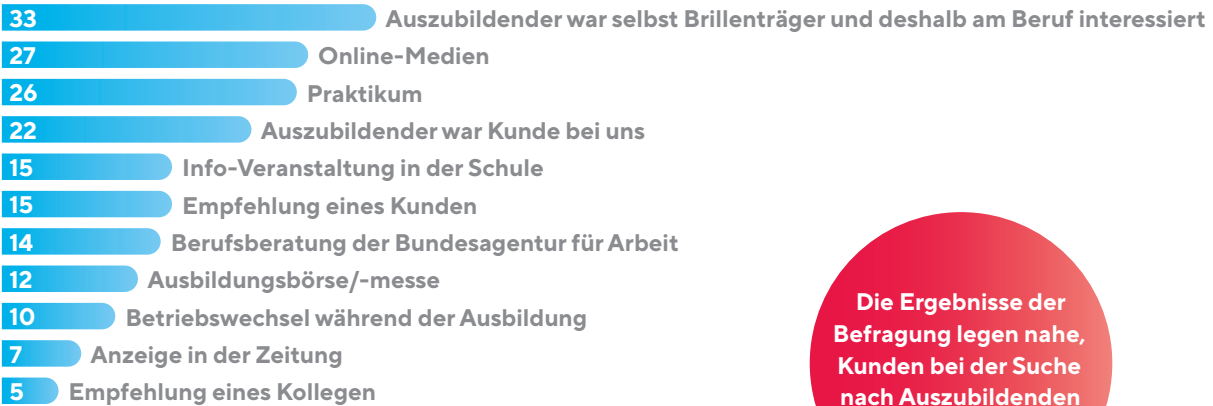 33 Auszubildender war selbst Brillenträger und deshalb am Beruf interessiert
27 Online-Medien
26 Praktikum
22 Auszubildender war Kunde bei uns
15 Info-Veranstaltung in der Schule
15 Empfehlung eines Kunden
14 Berufsberatung der Bundesagentur für Arbeit
12 Ausbildungsbörse/-messe
10 Betriebswechsel während der Ausbildung
7 Anzeige in der Zeitung
5 Empfehlung eines Kollegen
Die Ergebnisse der
Befragung legen nahe,
Kunden bei der Suche
nach Auszubildenden